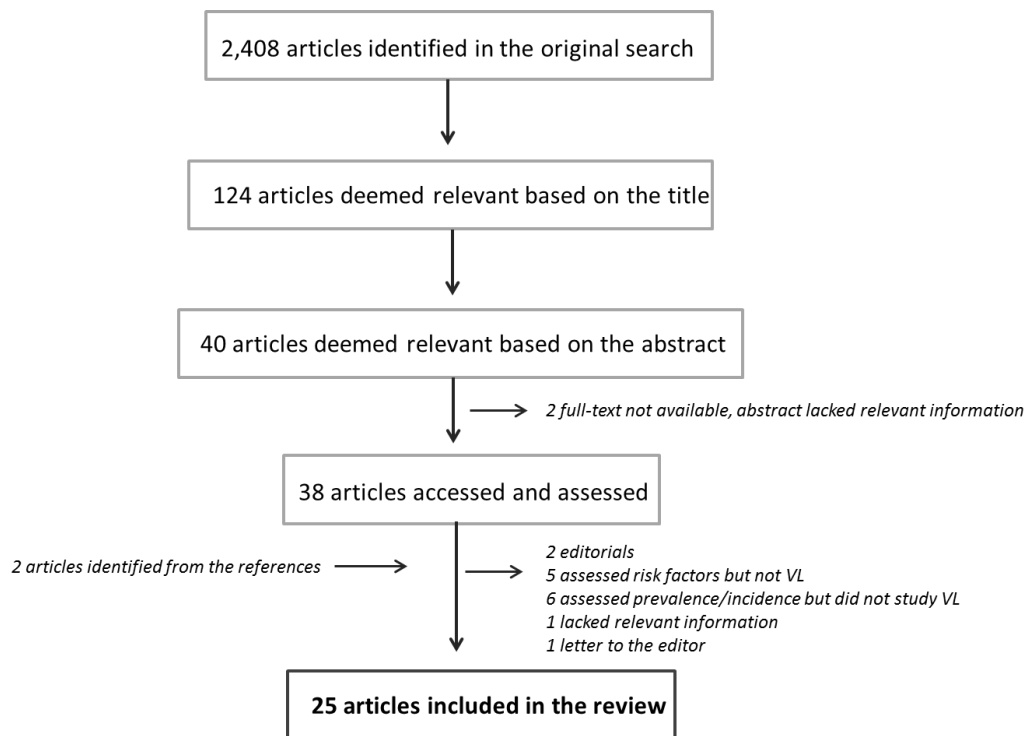 2,408 articles identified in the original search
124 articles deemed relevant based on the title
40 articles deemed relevant based on the abstract
2 full-text not available, abstract lacked relevant information
38 articles accessed and assessed
2 articles identified from the references
2 editorials
5 assessed risk factors but not VL
6 assessed prevalence/incidence but did not study VL
1 lacked relevant information
1 letter to the editor
25 articles included in the review